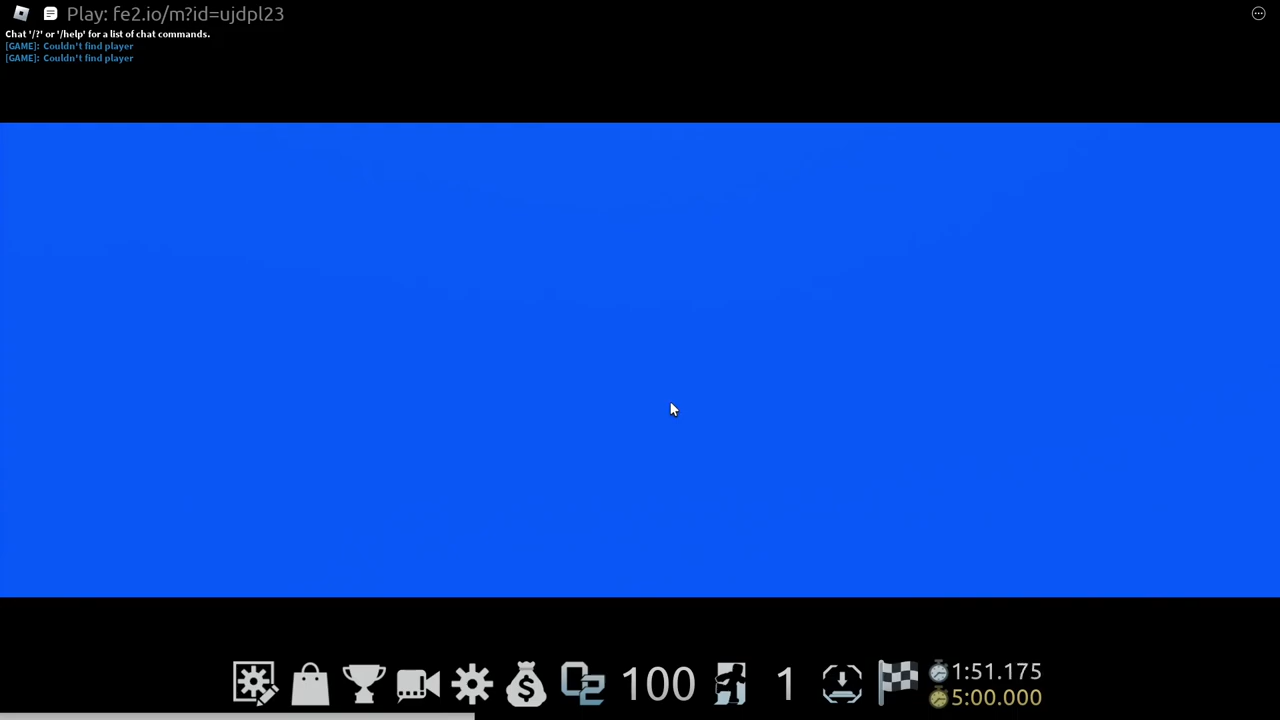 Play: fe2.io/m?id=ujdpl23
Chat '/?' or '/help' for a list of chat commands.
[GAME]: Couldn't find player
[GAME]: Couldn't find player
O2 100 1 1:51.175
5:00.000